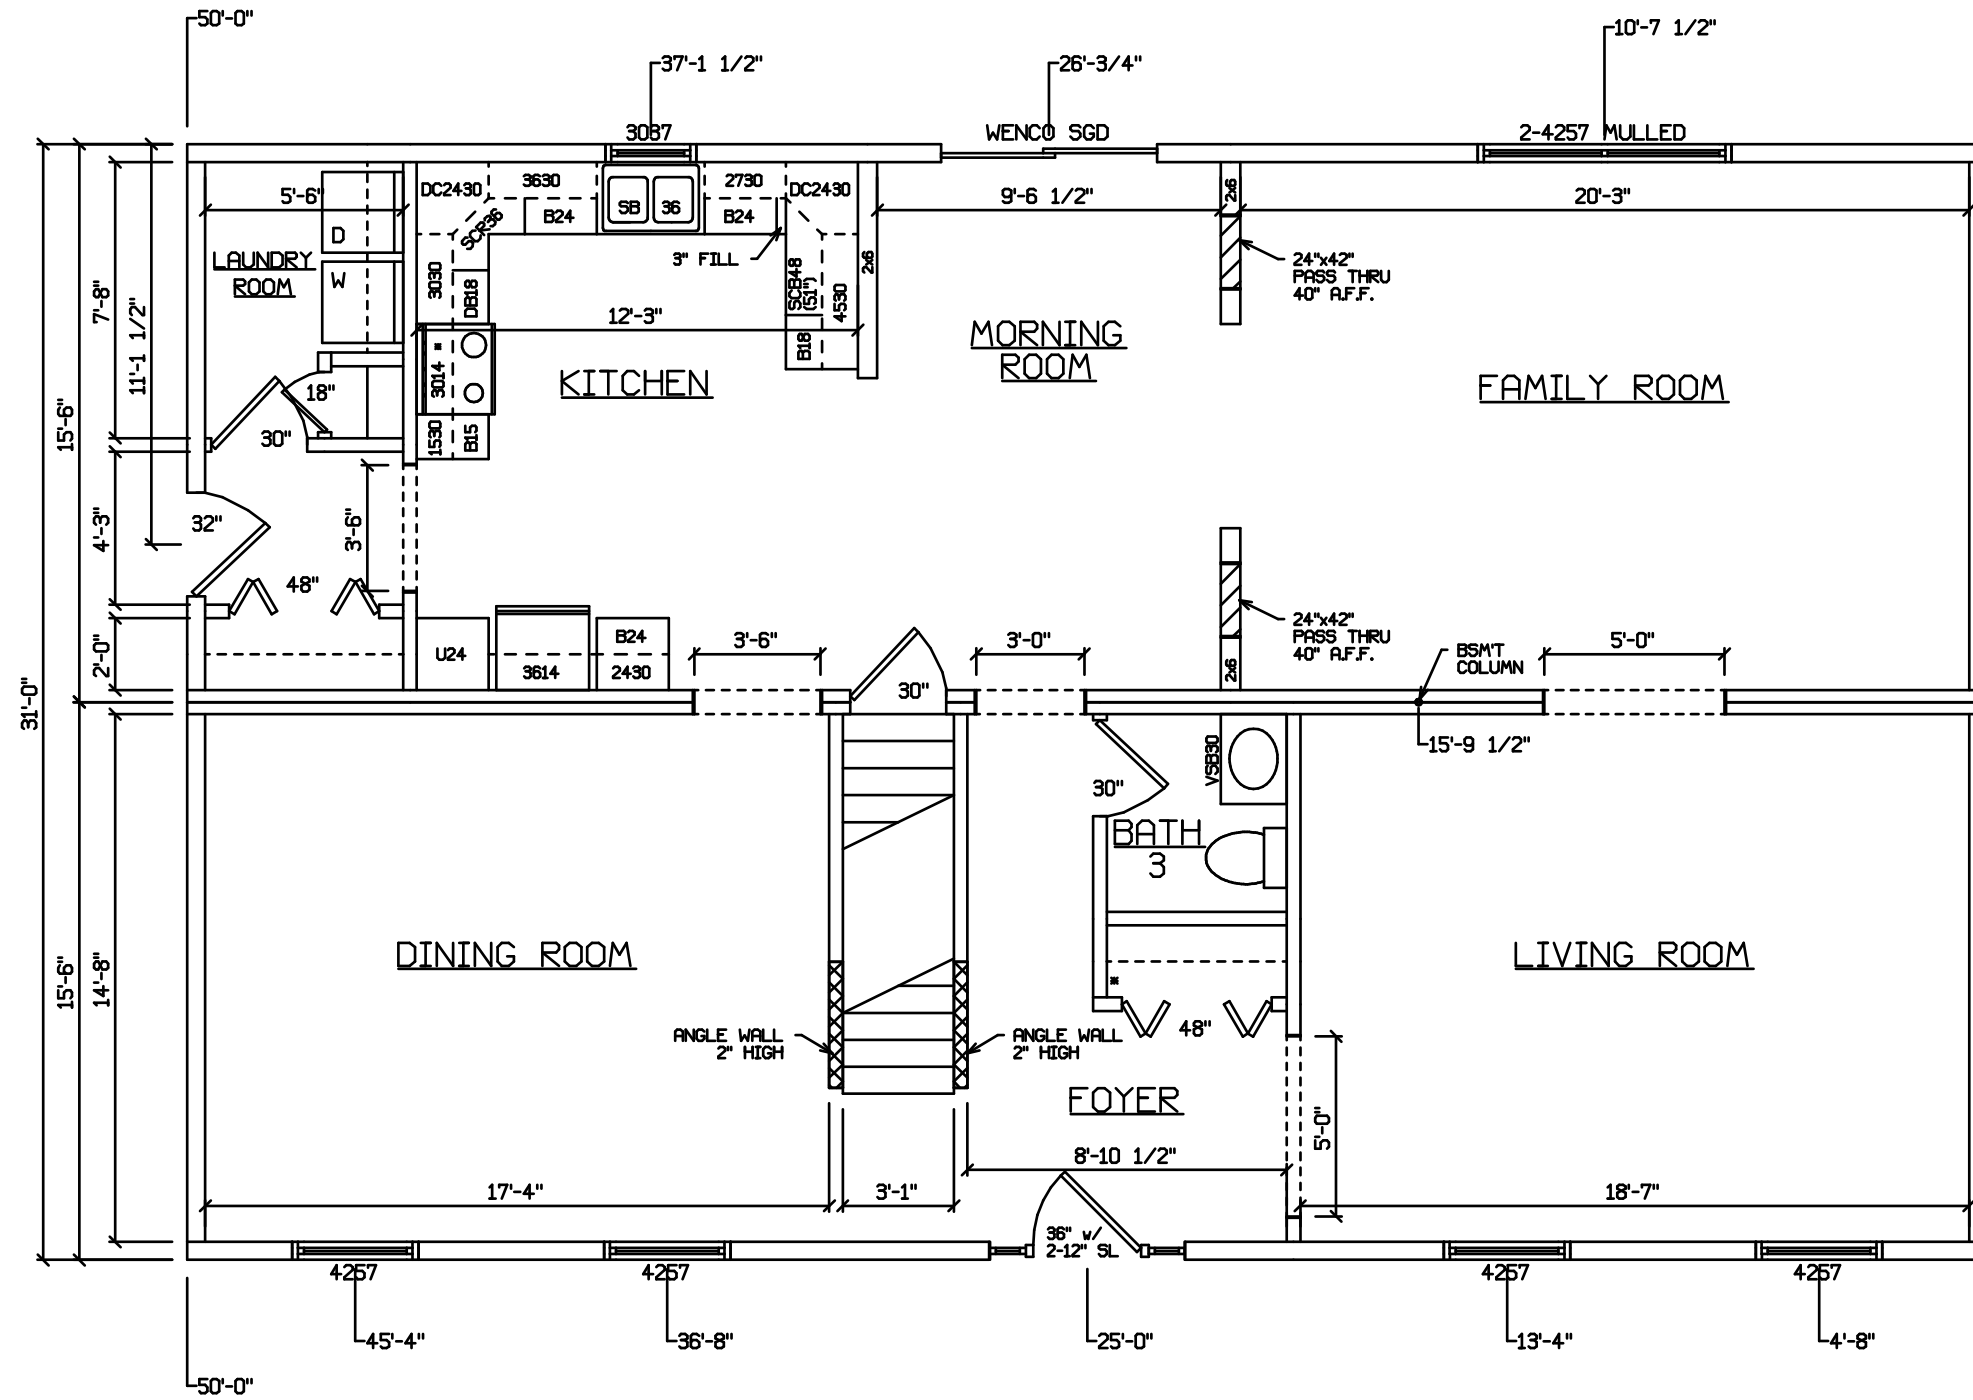 50'-0"
10'-7 1/2"
37'-1 1/2"
26'-3/4"
3087
WENCO SGD
2-4257 MULLED
5'-6"
DC2430
3630
SB
36
2730
DC2430
B24
B24
9'-6 1/2"
2x6
20'-3"
SCR36
D
LAUNDRY
ROOM
W
3" FILL
2x6
24"x42"
PASS THRU
40" A.F.F.
3030
DB18
SCB48
(51")
4530
7'-8"
11'-1 1/2"
12'-3"
B18
MORNING
ROOM
3014
KITCHEN
FAMILY ROOM
18"
30"
1530
B15
15'-6"
32"
4'-3"
3'-6"
48"
24"x42"
PASS THRU
40" A.F.F.
2'-0"
U24
3614
B24
2430
3'-6"
3'-0"
5'-0"
BSM'T
COLUMN
2x6
30"
31'-0"
15'-9 1/2"
VSB30
30"
BATH
3
DINING ROOM
LIVING ROOM
15'-6"
14'-8"
ANGLE WALL
2" HIGH
ANGLE WALL
2" HIGH
48"
FOYER
5'-0"
8'-10 1/2"
17'-4"
3'-1"
18'-7"
36" w/
2-12" SL
4257
4257
4257
4257
45'-4"
36'-8"
25'-0"
13'-4"
4'-8"
50'-0"